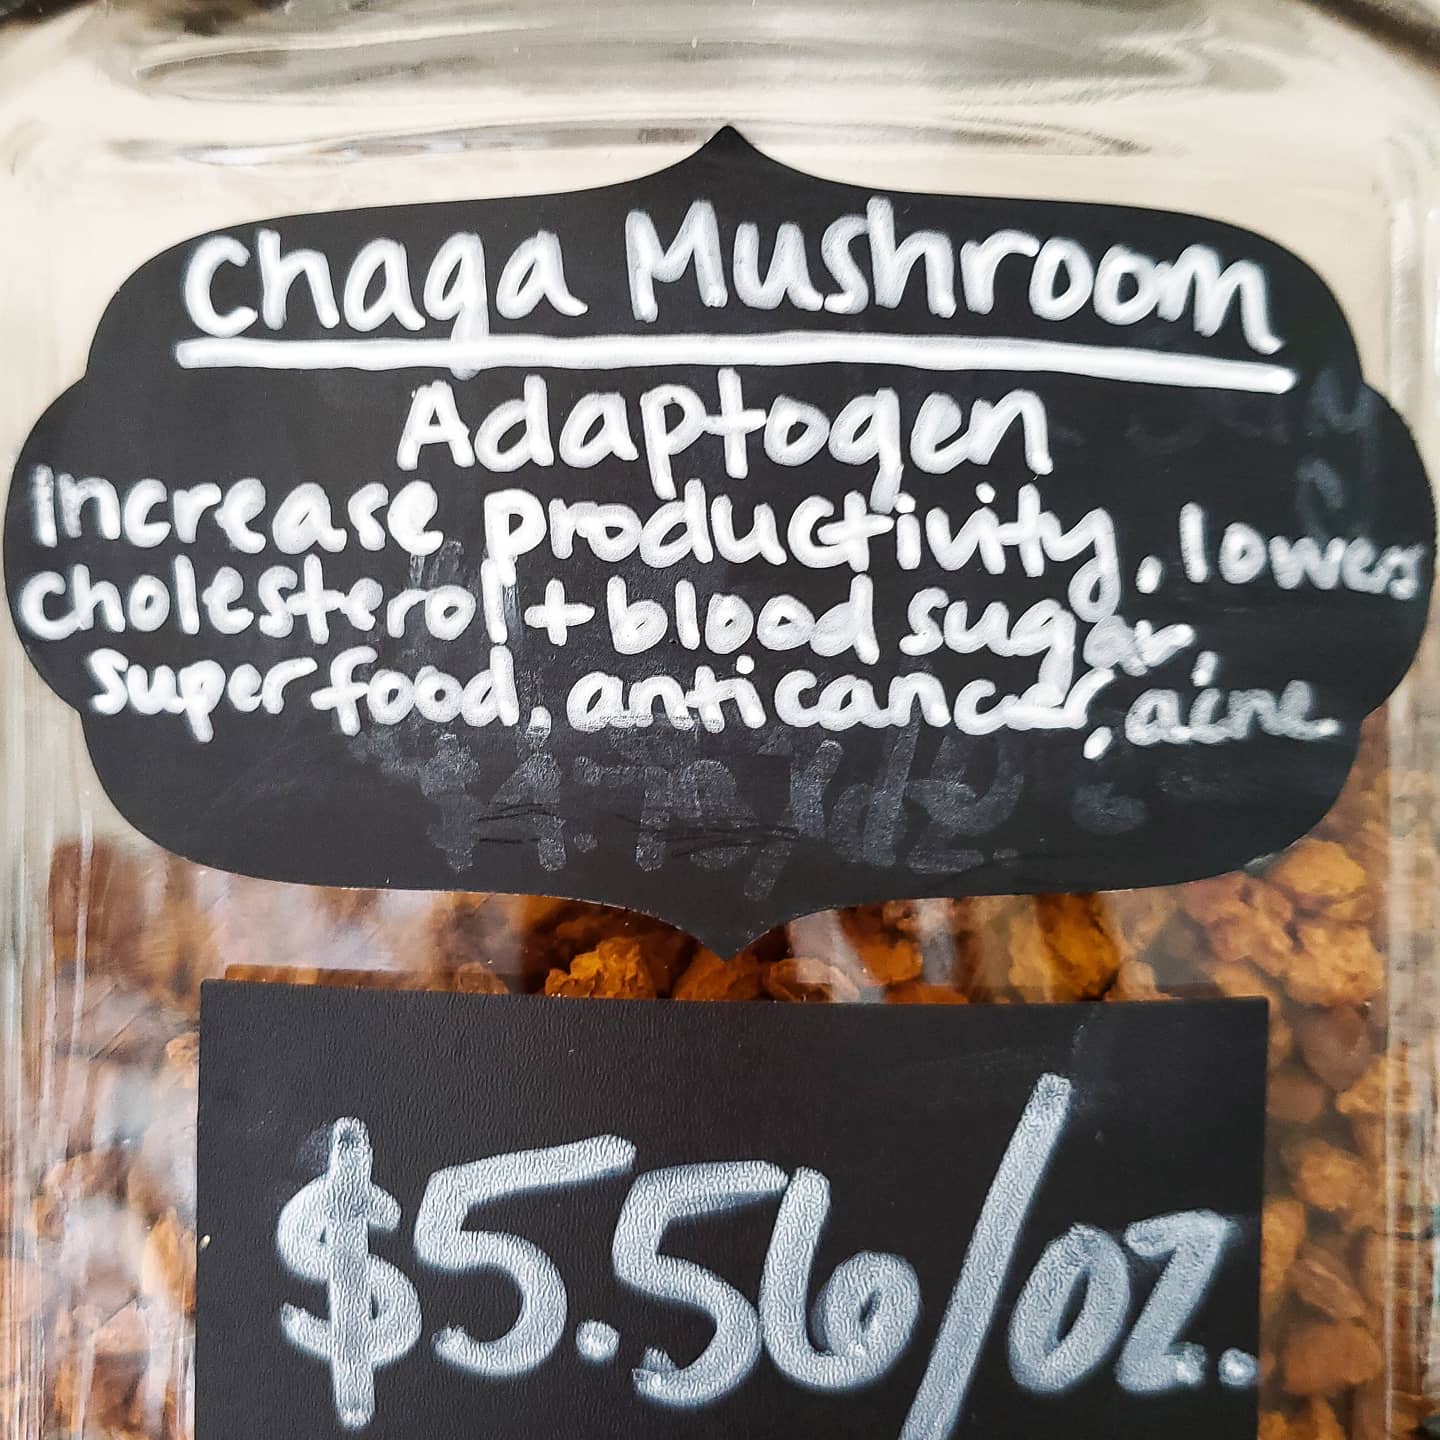 Chaga Mushroom
Adaptogen
increase productivity, lowers
cholesterol + blood sugar,
superfood, anticancer, acne
$5.56/oz.